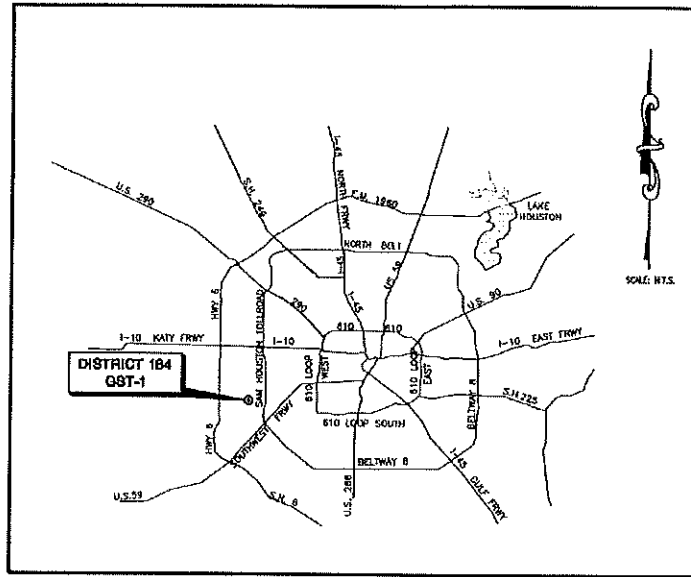 I-45
NORTH FRWY
S.H. 249
U.S. 290
F.M. 1960
LAKE
HOUSTON
NORTH BELT
I-45
US 59
HWY 6
SAM HOUSTON TOLLROAD
290
I-45
U.S. 90
SCALE: N.T.S.
610
610
I-10 KATY FRWY
I-10
I-10 EAST FRWY
DISTRICT 184
GST-1
610 LOOP
WEST
610 LOOP
EAST
S.H.225
BELTWAY 8
HWY 6
SOUTHWEST FRWY
610 LOOP SOUTH
BELTWAY 8
I-45 GULF FRWY
U.S.59
S.H. 6
U.S. 288